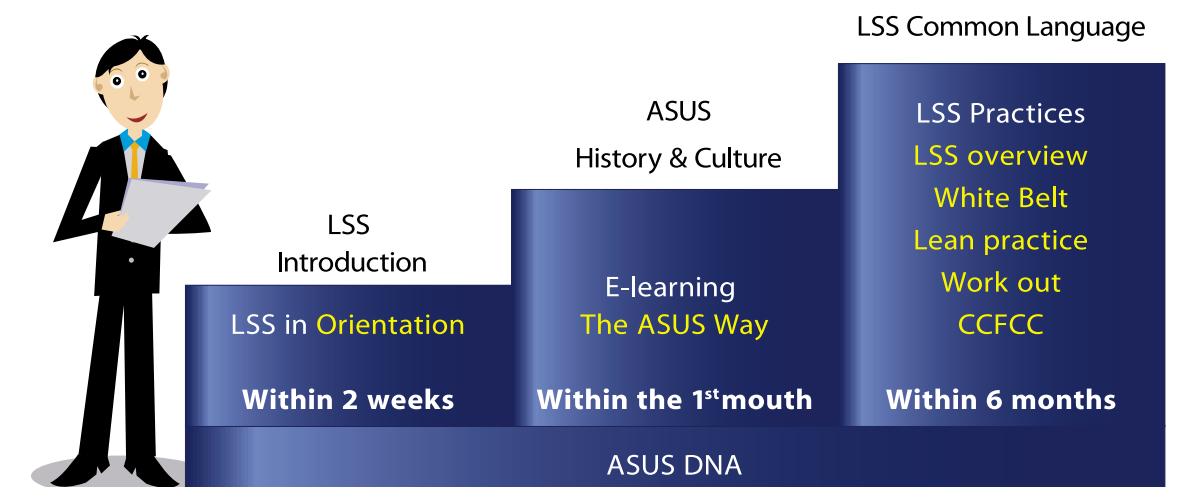 LSS
Introduction
LSS in Orientation
Within 2 weeks
ASUS
History & Culture
E-learning
The ASUS Way
Within the 1st mouth
LSS Common Language
LSS Practices
LSS overview
White Belt
Lean practice
Work out
CCFCC
Within 6 months
ASUS DNA